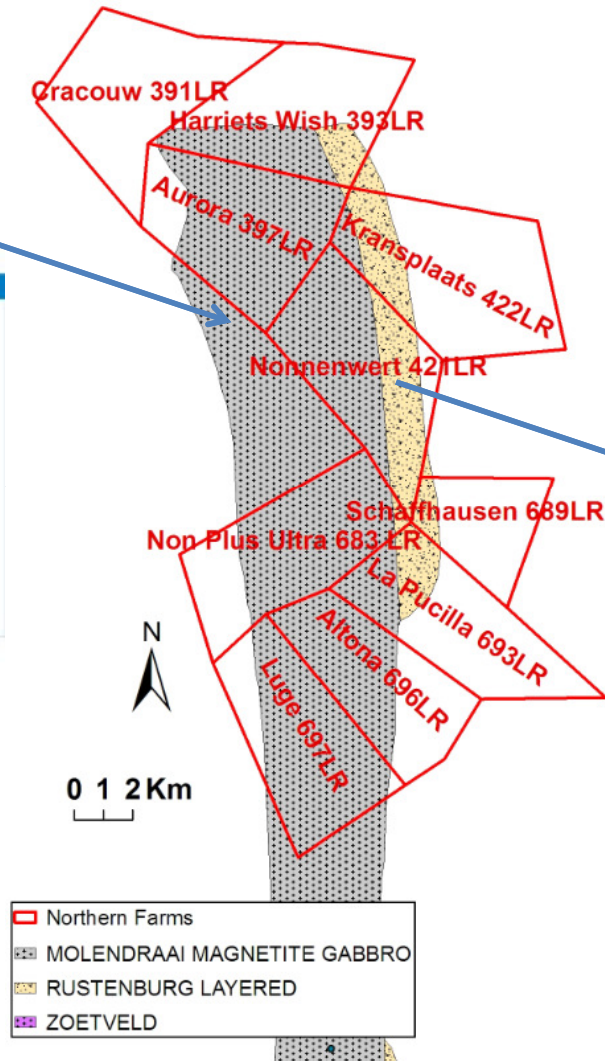 Cracouw 391LR
Harriets Wish 393LR
Aurora 397LR
Kransplaats 422LR
Nonnenwert 421LR
Schaffhausen 689LR
Non Plus Ultra 683 LR
La Pucilla 693LR
Altona 696LR
Luge 697LR
N
0 1 2 Km
Northern Farms
MOLENDRAAI MAGNETITE GABBRO
RUSTENBURG LAYERED
ZOETVELD